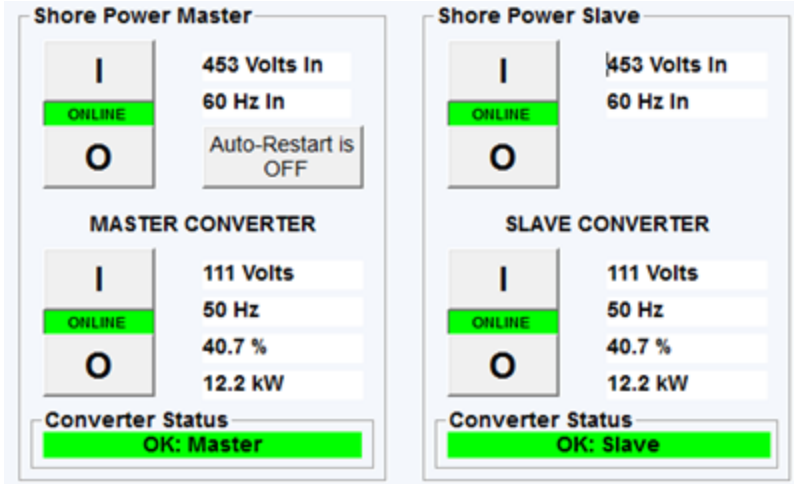 Shore Power Master
I
453 Volts In
ONLINE
60 Hz In
O
Auto-Restart is
OFF
MASTER CONVERTER
I
111 Volts
50 Hz
ONLINE
40.7 %
O
12.2 kW
Converter Status
OK: Master
Shore Power Slave
I
453 Volts In
ONLINE
60 Hz In
O
SLAVE CONVERTER
I
111 Volts
50 Hz
ONLINE
40.7 %
O
12.2 kW
Converter Status
OK: Slave